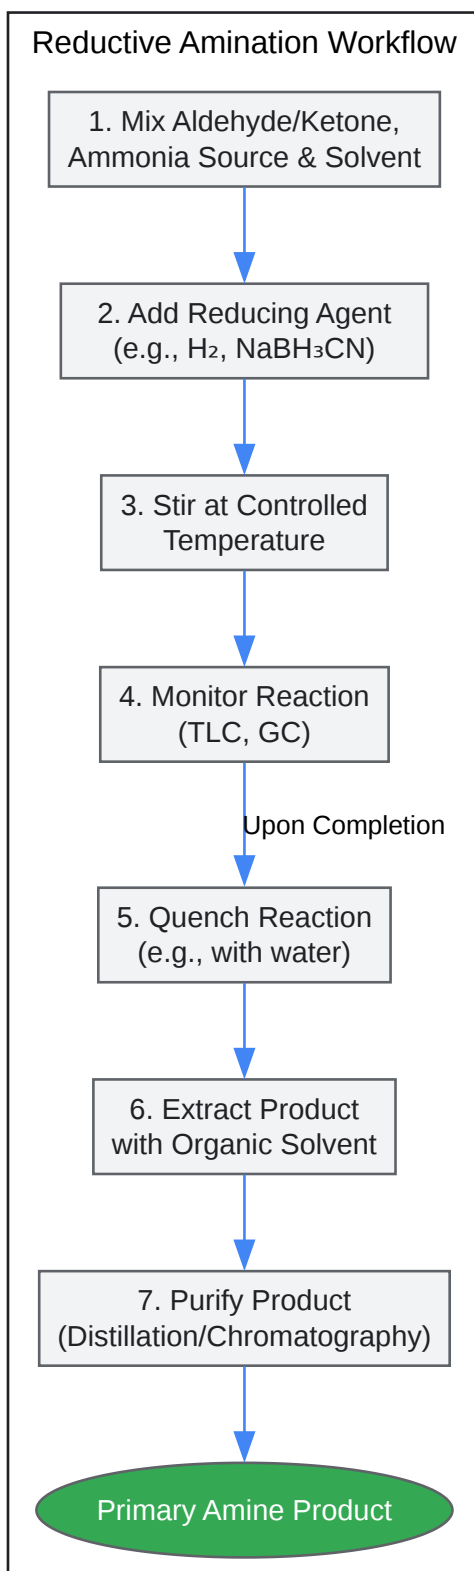 Reductive Amination Workflow
1. Mix Aldehyde/Ketone,
Ammonia Source & Solvent
2. Add Reducing Agent
(e.g., H₂, NaBH₃CN)
3. Stir at Controlled
Temperature
4. Monitor Reaction
(TLC, GC)
Upon Completion
5. Quench Reaction
(e.g., with water)
6. Extract Product
with Organic Solvent
7. Purify Product
(Distillation/Chromatography)
Primary Amine Product